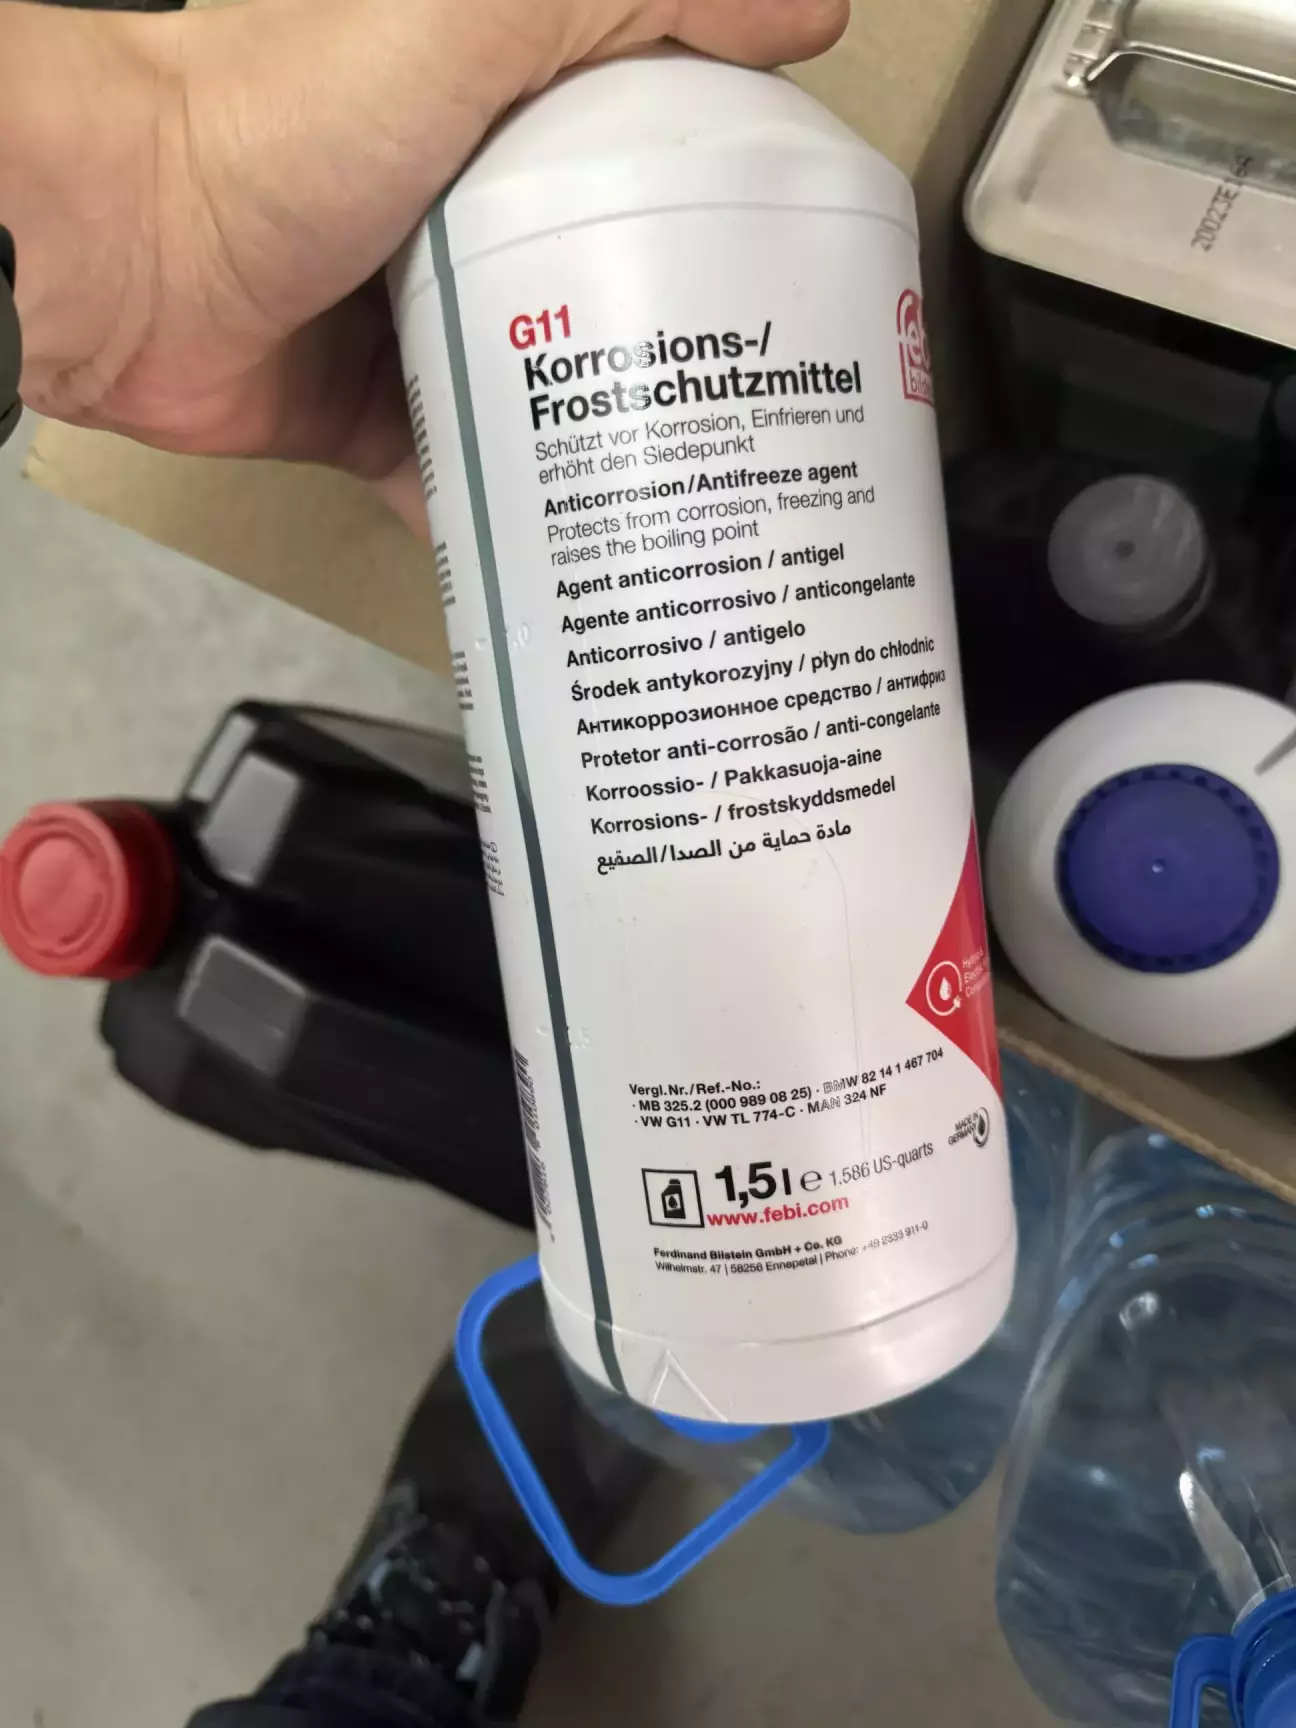 G11
Korrosions-/
Frostschutzmittel
Schützt vor Korrosion, Einfrieren und
erhöht den Siedepunkt
Anticorrosion/Antifreeze agent
Protects from corrosion, freezing and
raises the boiling point
Agent anticorrosion / antigel
Agente anticorrosivo / anticongelante
Anticorrosivo / antigelo
Środek antykorozyjny / płyn do chłodnic
Антикоррозионное средство / антифриз
Protetor anti-corrosão / anti-congelante
Korroossio- / Pakkasuoja-aine
Korrosions- / frostskyddsmedel
مادة حماية من الصدا/الصقيع
Vergl.Nr./Ref.-No.:
· MB 325.2 (000 989 08 25) · BMW 82 14 1 467 704
· VW G11 · VW TL 774-C · MAN 324 NF
MADE IN
GERMANY
1,5 l e 1.586 US-quarts
www.febi.com
Ferdinand Bilstein GmbH + Co. KG
Wilhelmstr. 47 | 58256 Ennepetal | Phone: +49 2333 911-0